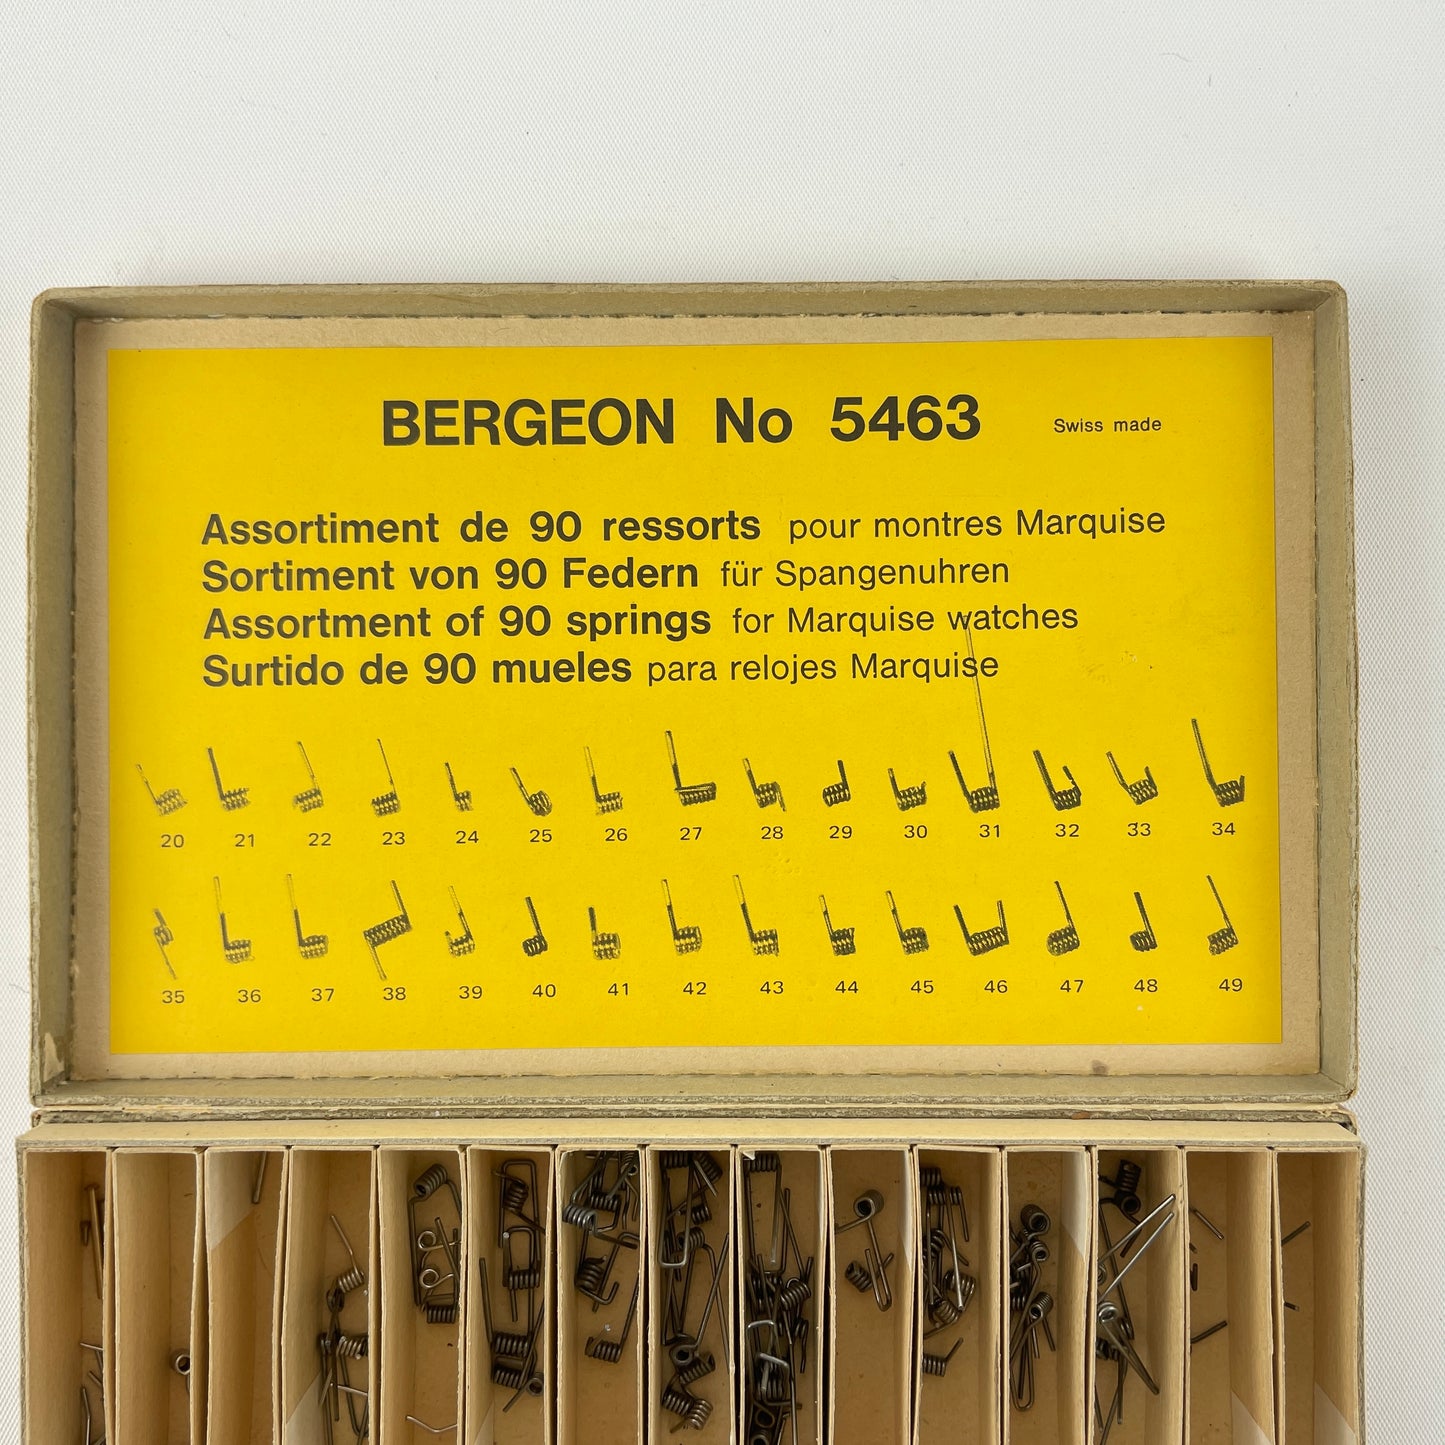 BERGEON No 5463 Swiss made
Assortiment de 90 ressorts pour montres Marquise
Sortiment von 90 Federn für Spangenuhren
Assortment of 90 springs for Marquise watches
Surtido de 90 mueles para relojes Marquise
20 21 22 23 24 25 26 27 28 29 30 31 32 33 34
35 36 37 38 39 40 41 42 43 44 45 46 47 48 49